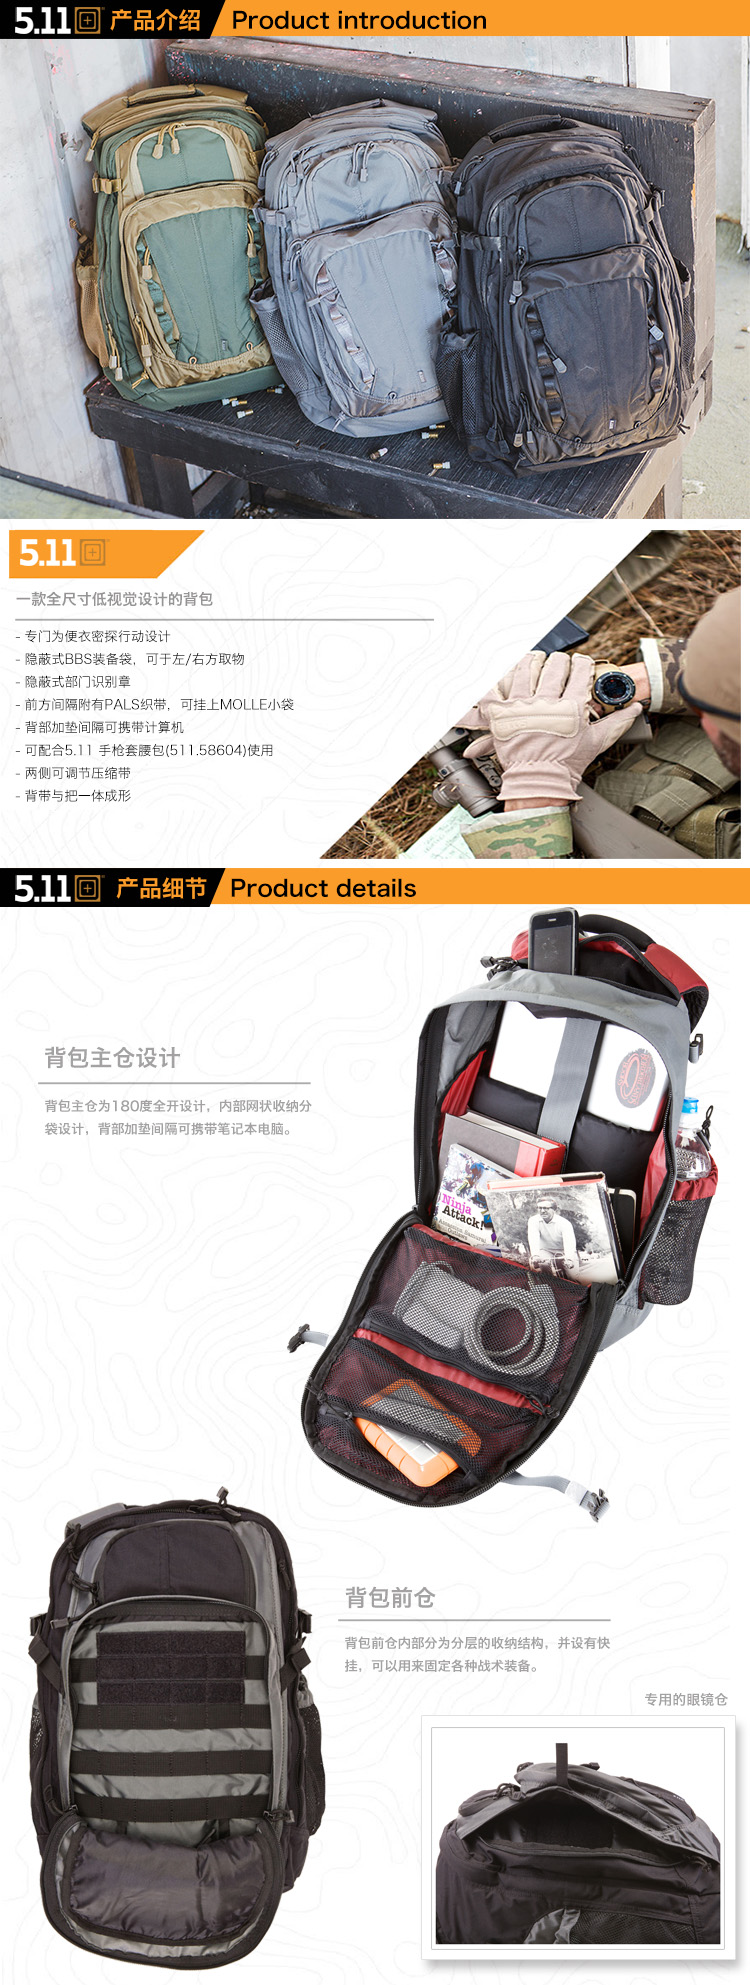 5.11 产品介绍 Product introduction
5.11
一款全尺寸低视觉设计的背包
- 专门为便衣密探行动设计
- 隐蔽式BBS装备袋，可于左/右方取物
- 隐蔽式部门识别章
- 前方间隔附有PALS织带，可挂上MOLLE小袋
- 背部加垫间隔可携带计算机
- 可配合5.11 手枪套腰包(511.58604)使用
- 两侧可调节压缩带
- 背带与把一体成形
5.11 产品细节 Product details
背包主仓设计
背包主仓为180度全开设计，内部网状收纳分
袋设计，背部加垫间隔可携带笔记本电脑。
Ninja
Attack!
背包前仓
背包前仓内部分为分层的收纳结构，并设有快
挂，可以用来固定各种战术装备。
专用的眼镜仓